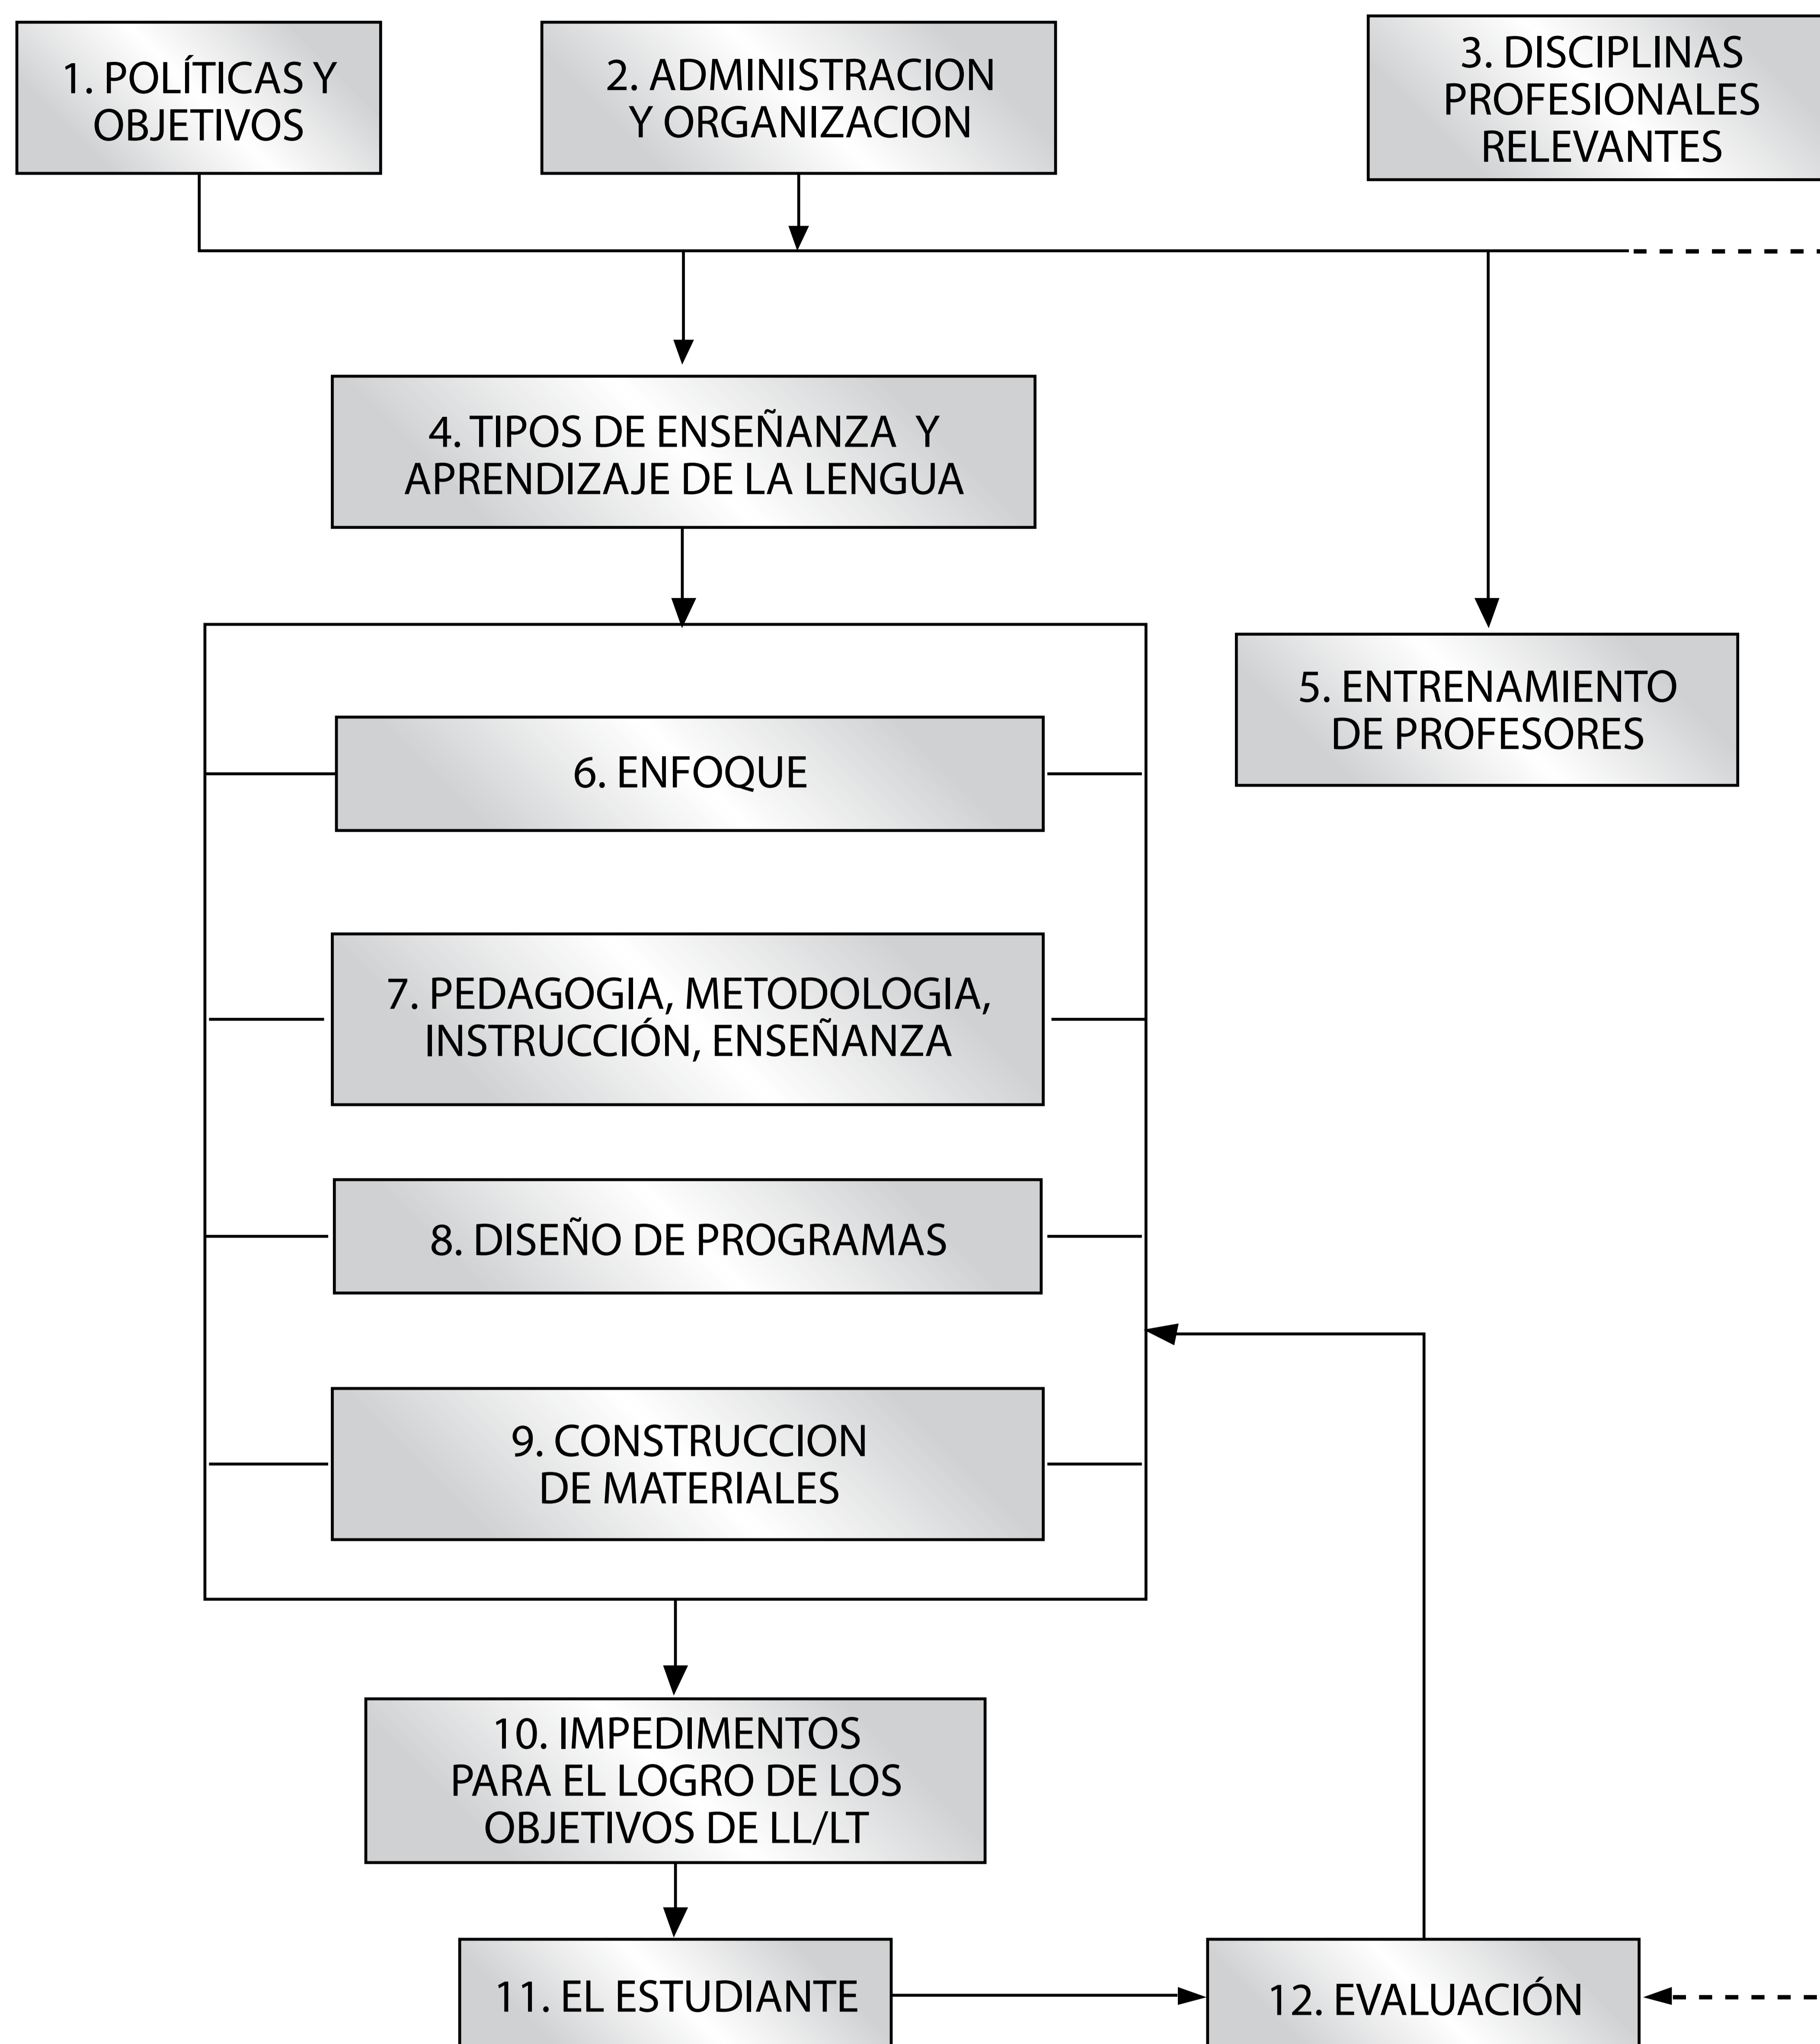 1. POLÍTICAS Y
OBJETIVOS
2. ADMINISTRACION
Y ORGANIZACION
3. DISCIPLINAS
PROFESIONALES
RELEVANTES
4. TIPOS DE ENSEÑANZA Y
APRENDIZAJE DE LA LENGUA
5. ENTRENAMIENTO
DE PROFESORES
6. ENFOQUE
7. PEDAGOGIA, METODOLOGIA,
INSTRUCCIÓN, ENSEÑANZA
8. DISEÑO DE PROGRAMAS
9. CONSTRUCCION
DE MATERIALES
10. IMPEDIMENTOS
PARA EL LOGRO DE LOS
OBJETIVOS DE LL/LT
11. EL ESTUDIANTE
12. EVALUACIÓN